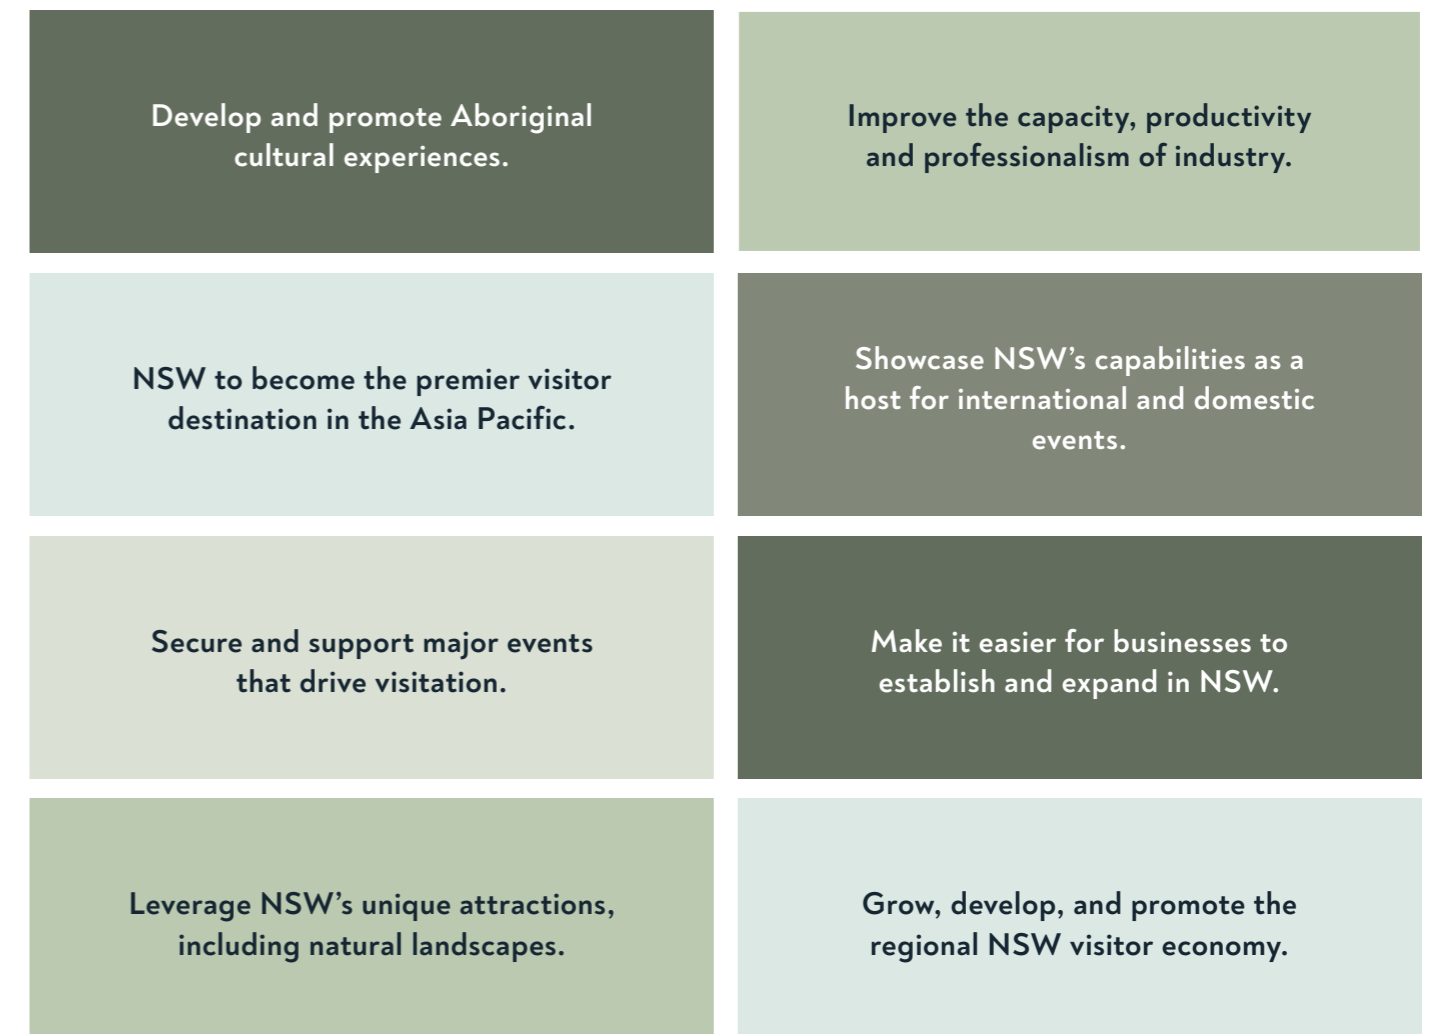 Develop and promote Aboriginal
cultural experiences.
Improve the capacity, productivity
and professionalism of industry.
NSW to become the premier visitor
destination in the Asia Pacific.
Showcase NSW’s capabilities as a
host for international and domestic
events.
Secure and support major events
that drive visitation.
Make it easier for businesses to
establish and expand in NSW.
Leverage NSW’s unique attractions,
including natural landscapes.
Grow, develop, and promote the
regional NSW visitor economy.